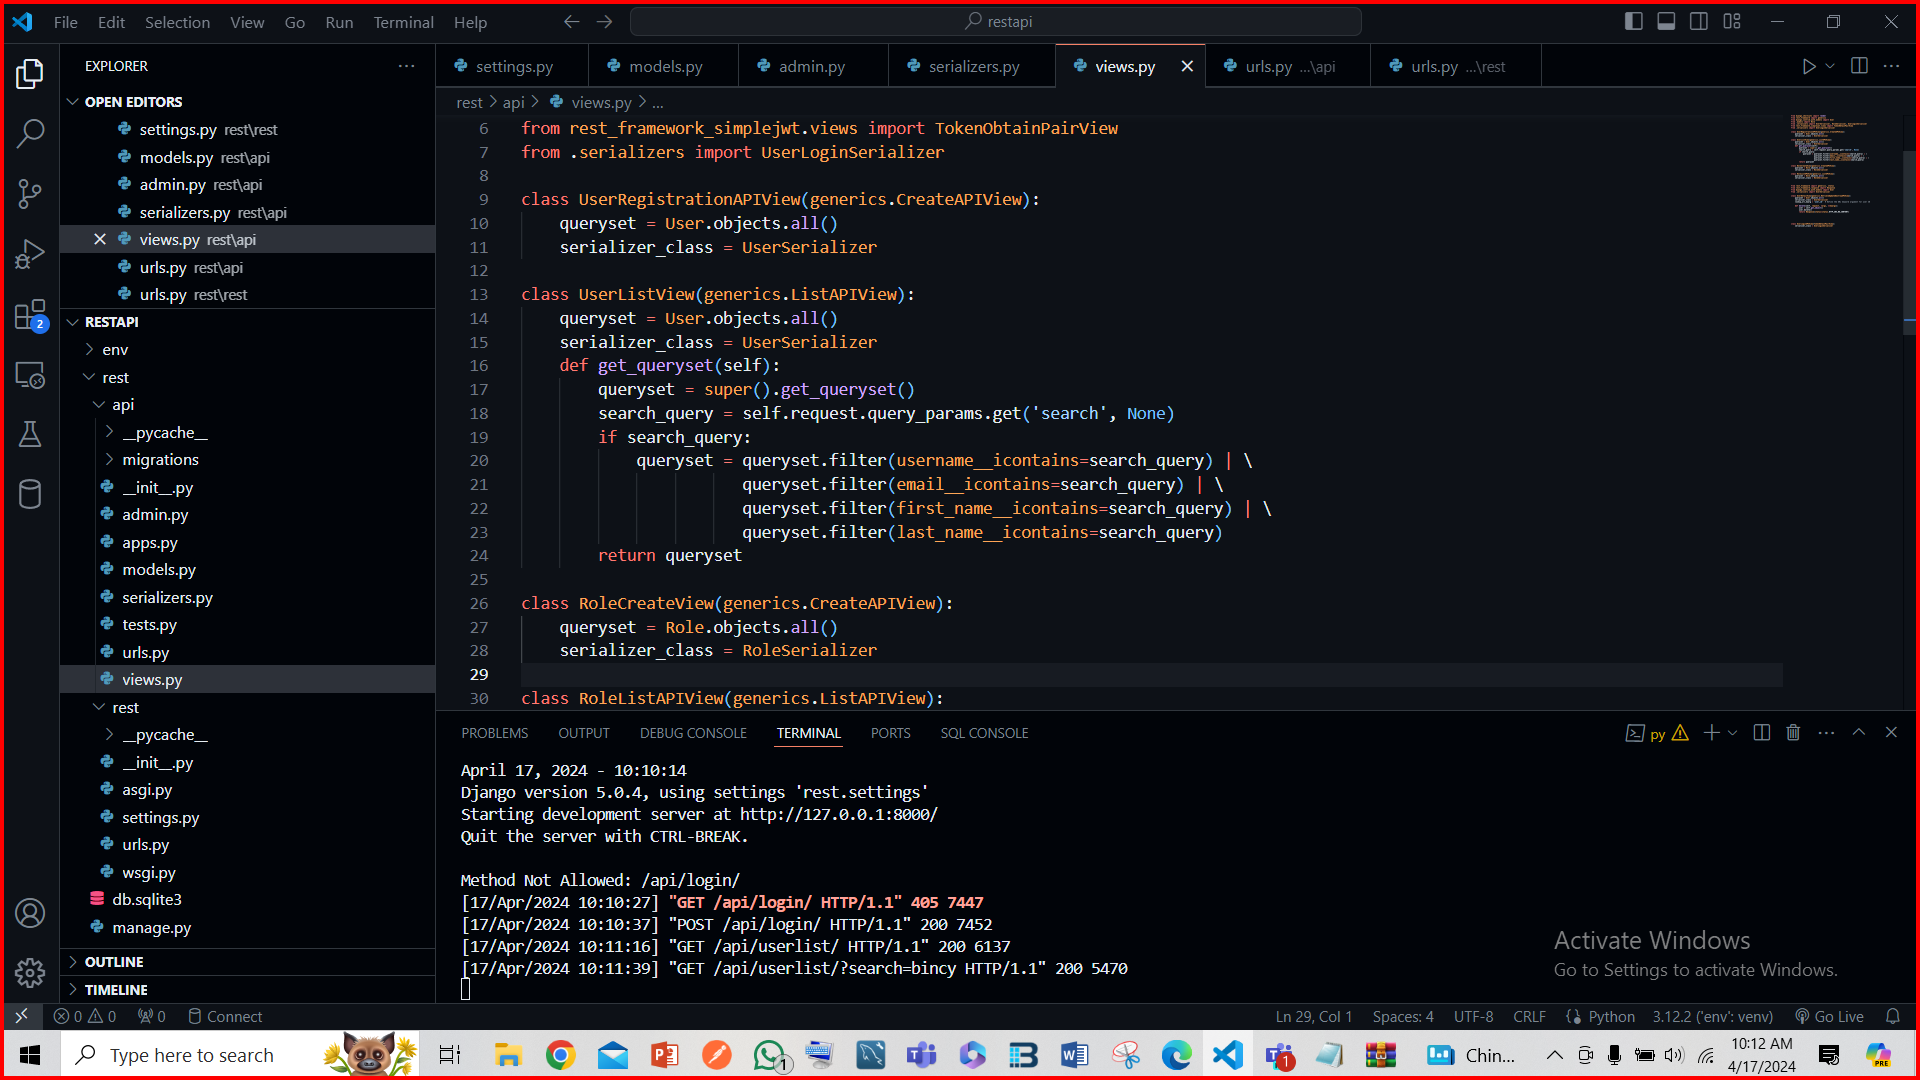 File Edit Selection View Go Run Terminal Help
restapi
EXPLORER
OPEN EDITORS
settings.py rest\rest
models.py rest\api
admin.py rest\api
serializers.py rest\api
views.py rest\api
urls.py rest\api
urls.py rest\rest
2
RESTAPI
env
rest
api
__pycache__
migrations
__init__.py
admin.py
apps.py
models.py
serializers.py
tests.py
urls.py
views.py
rest
__pycache__
__init__.py
asgi.py
settings.py
urls.py
wsgi.py
db.sqlite3
manage.py
OUTLINE
TIMELINE
settings.py models.py admin.py serializers.py views.py urls.py ...\api urls.py ...\rest
rest > api > views.py > ...
6 from rest_framework_simplejwt.views import TokenObtainPairView
7 from .serializers import UserLoginSerializer
8
9 class UserRegistrationAPIView(generics.CreateAPIView):
10 queryset = User.objects.all()
11 serializer_class = UserSerializer
12
13 class UserListView(generics.ListAPIView):
14 queryset = User.objects.all()
15 serializer_class = UserSerializer
16 def get_queryset(self):
17 queryset = super().get_queryset()
18 search_query = self.request.query_params.get('search', None)
19 if search_query:
20 queryset = queryset.filter(username__icontains=search_query) | \
21 queryset.filter(email__icontains=search_query) | \
22 queryset.filter(first_name__icontains=search_query) | \
23 queryset.filter(last_name__icontains=search_query)
24 return queryset
25
26 class RoleCreateView(generics.CreateAPIView):
27 queryset = Role.objects.all()
28 serializer_class = RoleSerializer
29
30 class RoleListAPIView(generics.ListAPIView):
PROBLEMS OUTPUT DEBUG CONSOLE TERMINAL PORTS SQL CONSOLE
py
April 17, 2024 - 10:10:14
Django version 5.0.4, using settings 'rest.settings'
Starting development server at http://127.0.0.1:8000/
Quit the server with CTRL-BREAK.
Method Not Allowed: /api/login/
[17/Apr/2024 10:10:27] "GET /api/login/ HTTP/1.1" 405 7447
[17/Apr/2024 10:10:37] "POST /api/login/ HTTP/1.1" 200 7452
[17/Apr/2024 10:11:16] "GET /api/userlist/ HTTP/1.1" 200 6137
[17/Apr/2024 10:11:39] "GET /api/userlist/?search=bincy HTTP/1.1" 200 5470
Activate Windows
Go to Settings to activate Windows.
0 0 0 Connect
Ln 29, Col 1 Spaces: 4 UTF-8 CRLF Python 3.12.2 ('env': venv) Go Live
Type here to search
1
1
Chin...
10:12 AM
4/17/2024
PRE